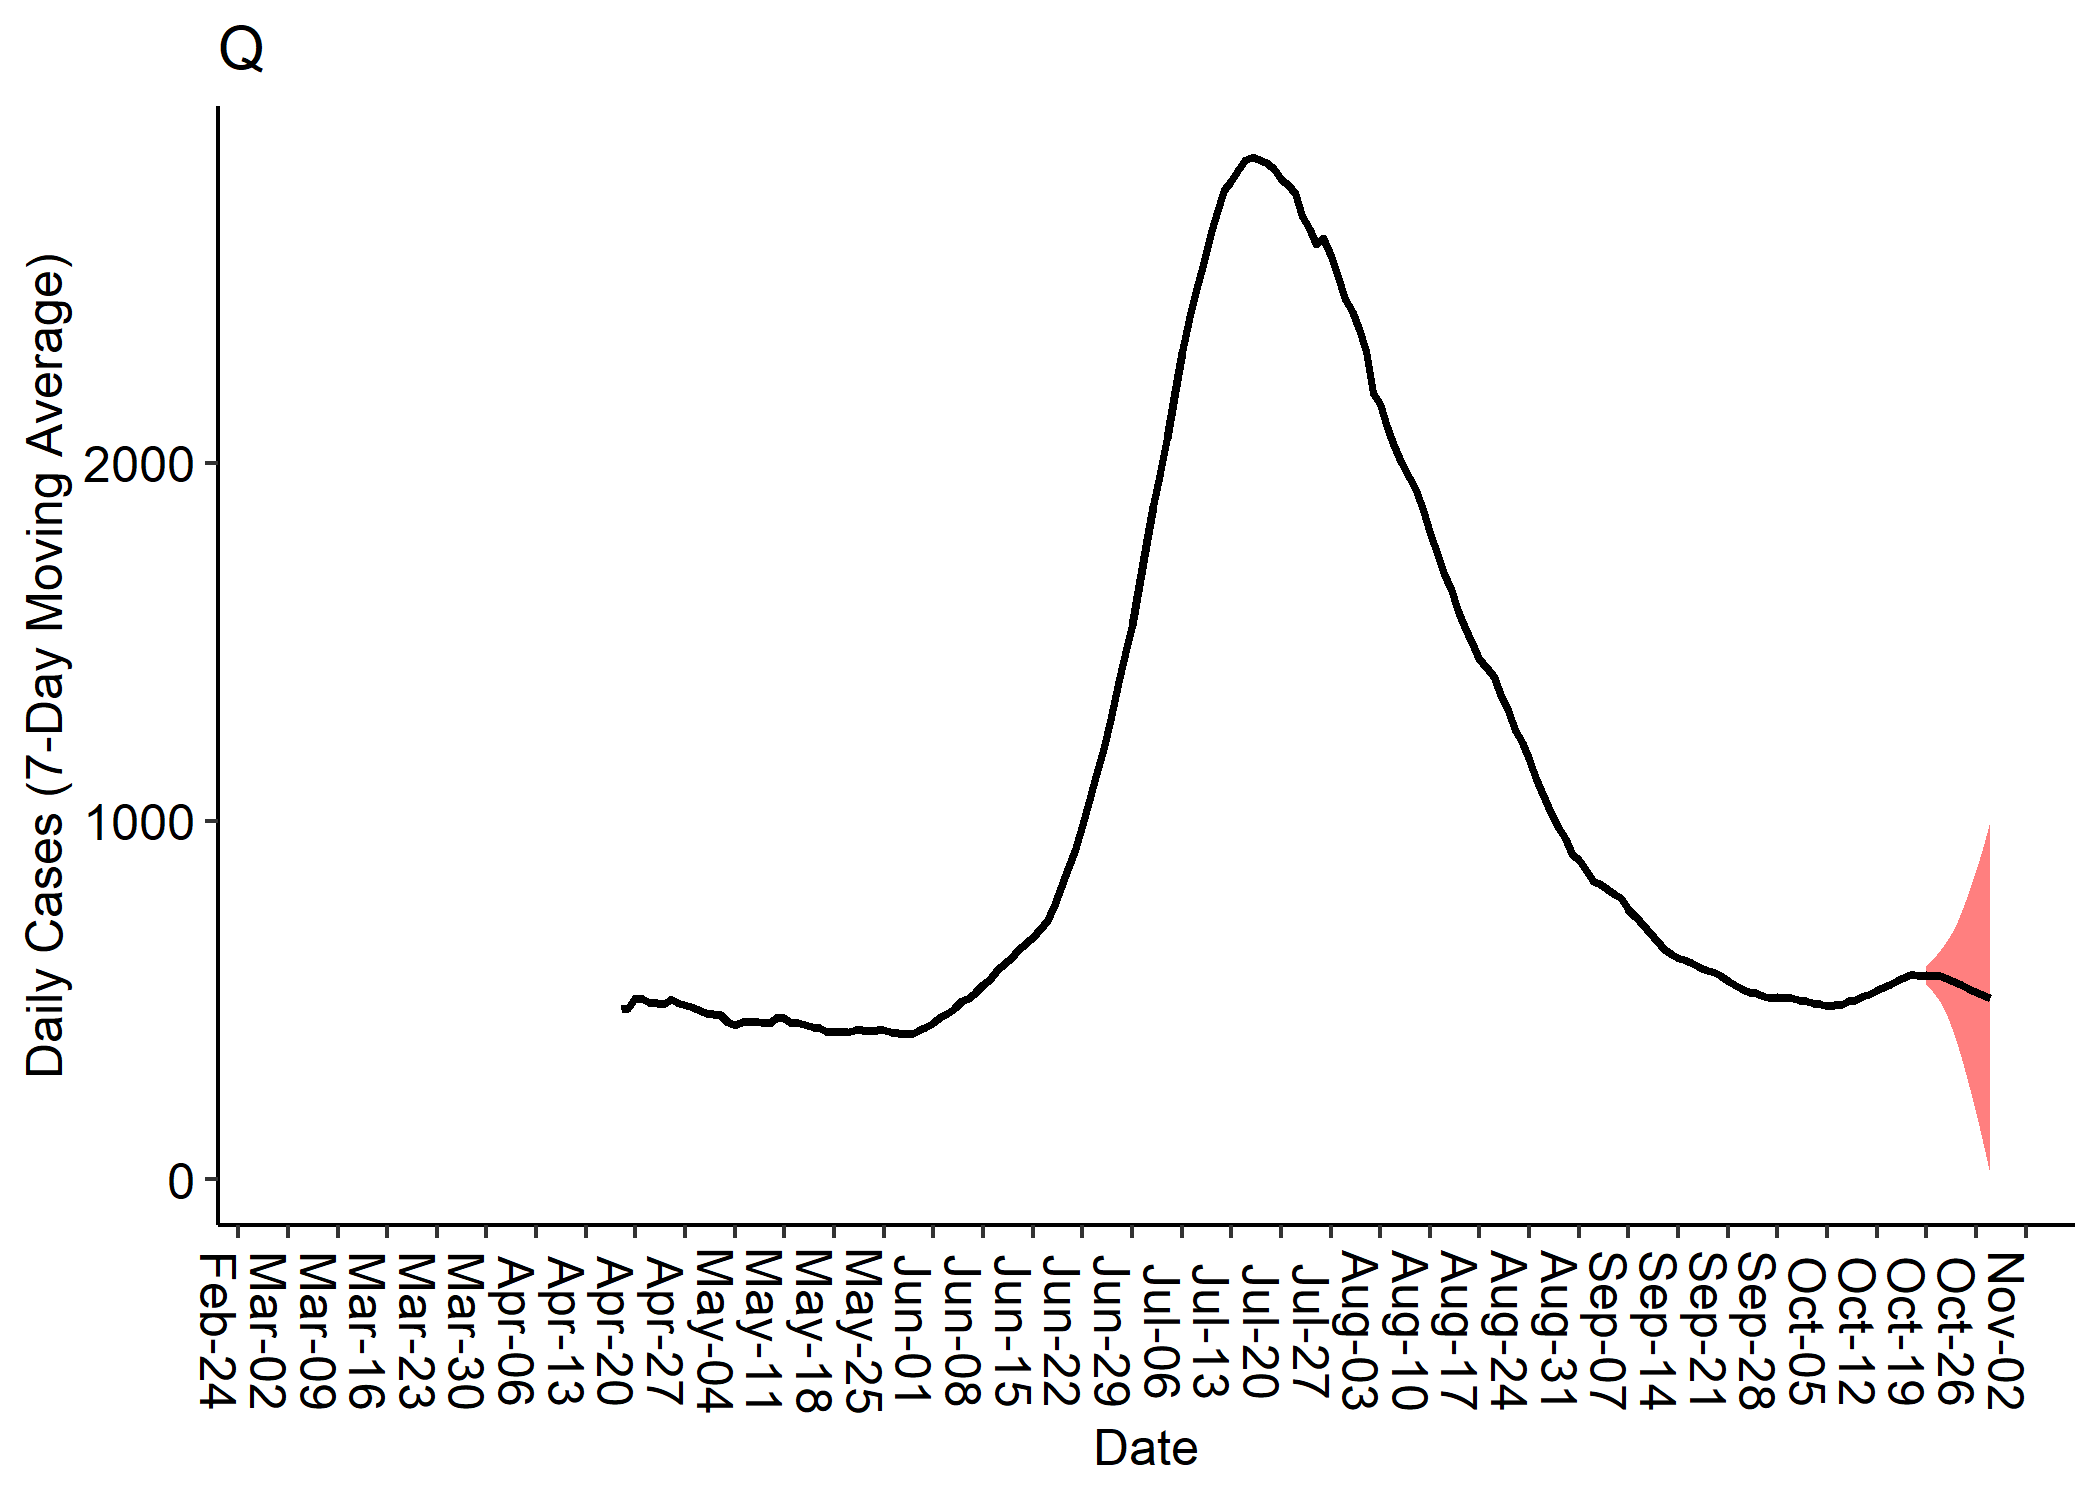 Q
Daily Cases (7-Day Moving Average)
2000
1000
0
Feb-24
Mar-02
Mar-09
Mar-16
Mar-23
Mar-30
Apr-06
Apr-13
Apr-20
Apr-27
May-04
May-11
May-18
May-25
Jun-01
Jun-08
Jun-15
Jun-22
Jun-29
Jul-06
Jul-13
Jul-20
Jul-27
Aug-03
Aug-10
Aug-17
Aug-24
Aug-31
Sep-07
Sep-14
Sep-21
Sep-28
Oct-05
Oct-12
Oct-19
Oct-26
Nov-02
Date